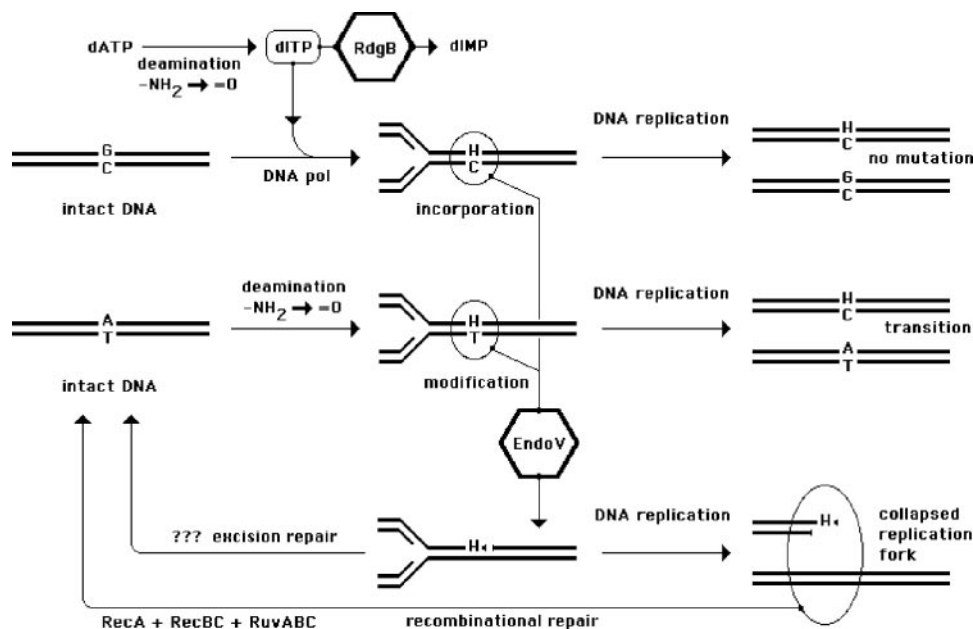 dATP
dITP
RdgB
dIMP
deamination
-NH2 → =O
DNA replication
G
C
H
C
H
C
no mutation
DNA pol
G
C
intact DNA
incorporation
deamination
-NH2 → =O
DNA replication
H
C
A
T
H
T
transition
A
T
intact DNA
modification
EndoV
DNA replication
H
collapsed
replication
fork
??? excision repair
H
RecA + RecBC + RuvABC
recombinational repair